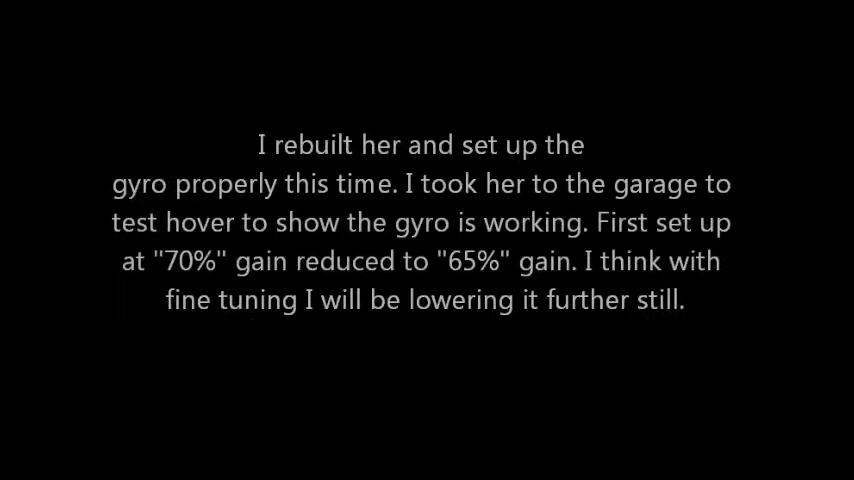 I rebuilt her and set up the
gyro properly this time. I took her to the garage to
test hover to show the gyro is working. First set up
at "70%" gain reduced to "65%" gain. I think with
fine tuning I will be lowering it further still.